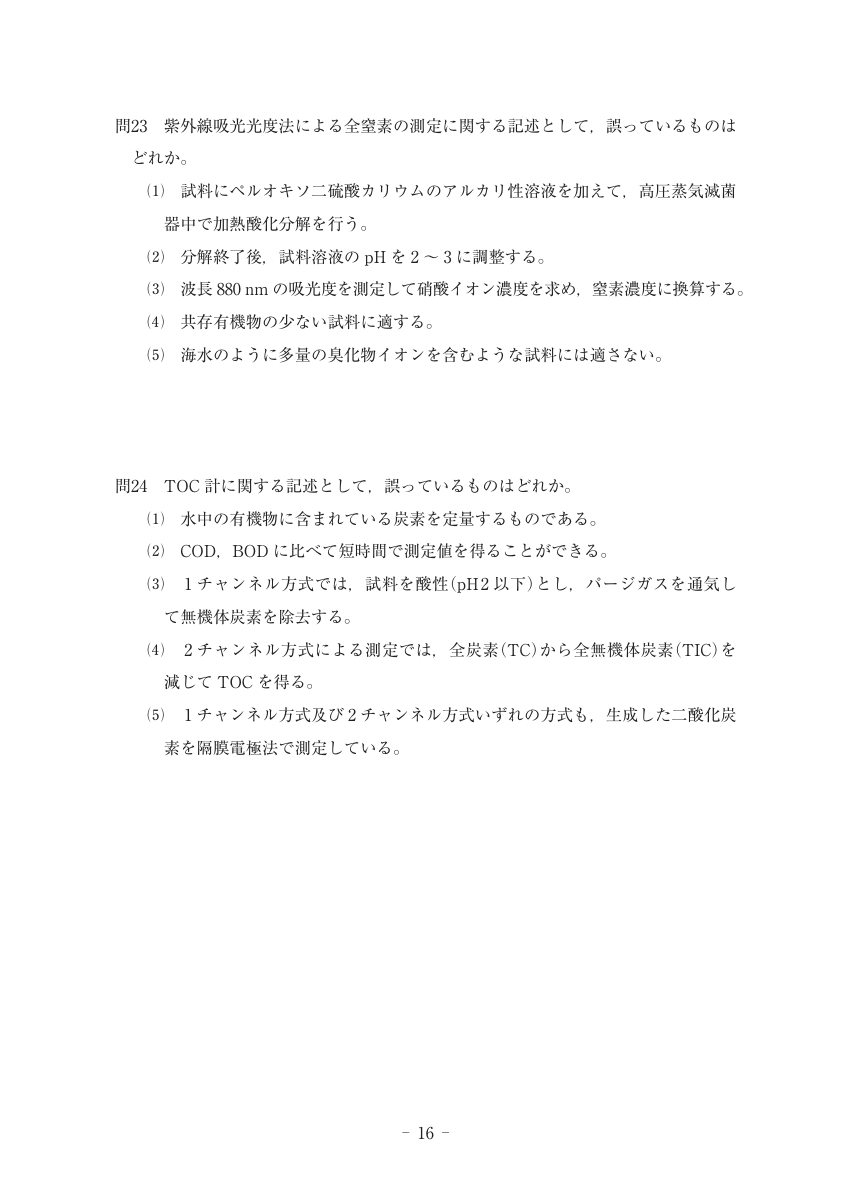 問23　紫外線吸光光度法による全窒素の測定に関する記述として，誤っているものは
どれか。
⑴　試料にペルオキソ二硫酸カリウムのアルカリ性溶液を加えて，高圧蒸気滅菌
器中で加熱酸化分解を行う。
⑵　分解終了後，試料溶液の pH を 2 ～ 3 に調整する。
⑶　波長 880 nm の吸光度を測定して硝酸イオン濃度を求め，窒素濃度に換算する。
⑷　共存有機物の少ない試料に適する。
⑸　海水のように多量の臭化物イオンを含むような試料には適さない。
問24　TOC 計に関する記述として，誤っているものはどれか。
⑴　水中の有機物に含まれている炭素を定量するものである。
⑵　COD，BOD に比べて短時間で測定値を得ることができる。
⑶　1 チャンネル方式では，試料を酸性(pH 2 以下)とし，パージガスを通気し
て無機体炭素を除去する。
⑷　2 チャンネル方式による測定では，全炭素(TC)から全無機体炭素(TIC)を
減じて TOC を得る。
⑸　1 チャンネル方式及び 2 チャンネル方式いずれの方式も，生成した二酸化炭
素を隔膜電極法で測定している。
－ 16 －